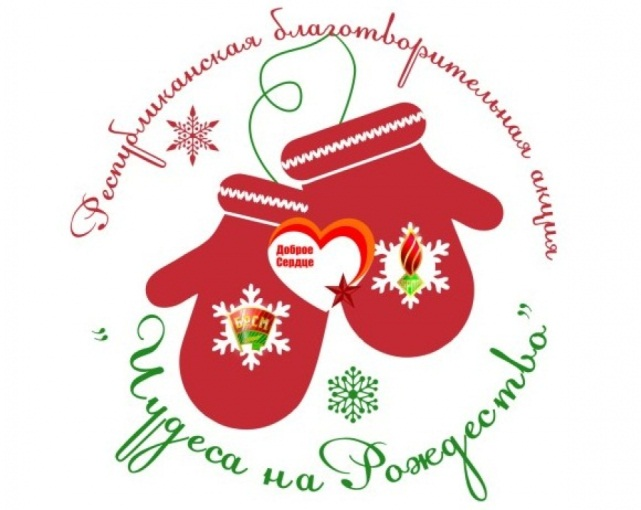 Республиканская благотворительная акция
Доброе
Сердце
БРСМ
"Чудеса на Рождество"